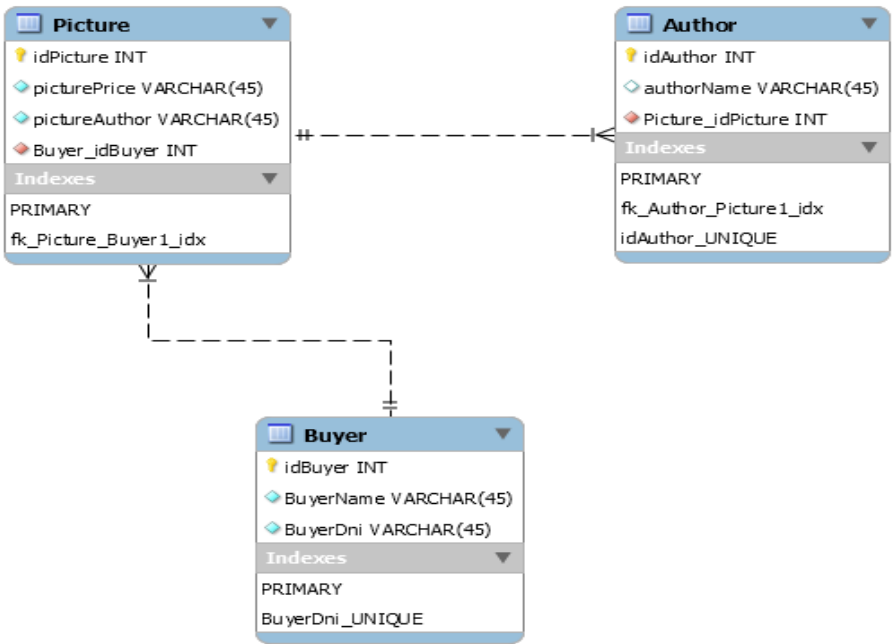 Picture
idPicture INT
picturePrice VARCHAR(45)
pictureAuthor VARCHAR(45)
Buyer_idBuyer INT
Indexes
PRIMARY
fk_Picture_Buyer1_idx
Author
idAuthor INT
authorName VARCHAR(45)
Picture_idPicture INT
Indexes
PRIMARY
fk_Author_Picture1_idx
idAuthor_UNIQUE
Buyer
idBuyer INT
BuyerName VARCHAR(45)
BuyerDni VARCHAR(45)
Indexes
PRIMARY
BuyerDni_UNIQUE